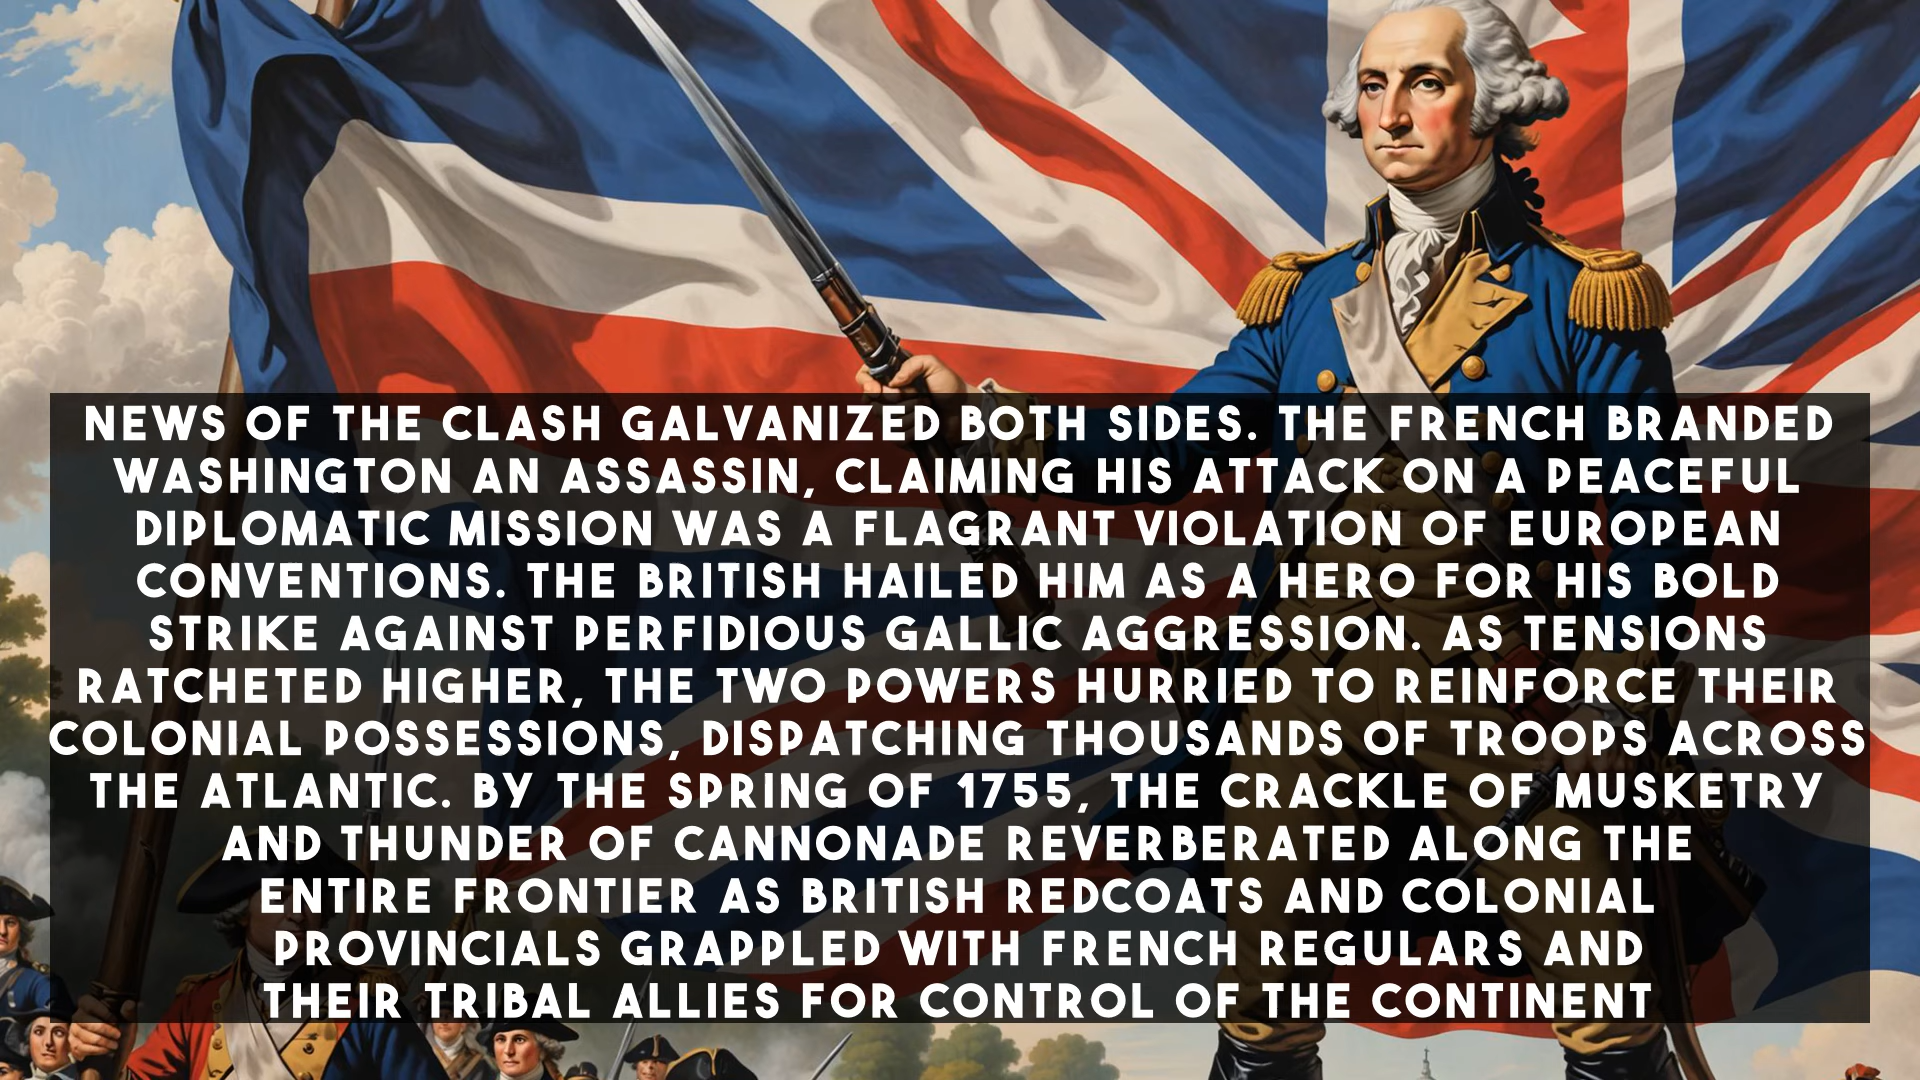 NEWS OF THE CLASH GALVANIZED BOTH SIDES. THE FRENCH BRANDED
WASHINGTON AN ASSASSIN, CLAIMING HIS ATTACK ON A PEACEFUL
DIPLOMATIC MISSION WAS A FLAGRANT VIOLATION OF EUROPEAN
CONVENTIONS. THE BRITISH HAILED HIM AS A HERO FOR HIS BOLD
STRIKE AGAINST PERFIDIOUS GALLIC AGGRESSION. AS TENSIONS
RATCHETED HIGHER, THE TWO POWERS HURRIED TO REINFORCE THEIR
COLONIAL POSSESSIONS, DISPATCHING THOUSANDS OF TROOPS ACROSS
THE ATLANTIC. BY THE SPRING OF 1755, THE CRACKLE OF MUSKETRY
AND THUNDER OF CANNONADE REVERBERATED ALONG THE
ENTIRE FRONTIER AS BRITISH REDCOATS AND COLONIAL
PROVINCIALS GRAPPLED WITH FRENCH REGULARS AND
THEIR TRIBAL ALLIES FOR CONTROL OF THE CONTINENT